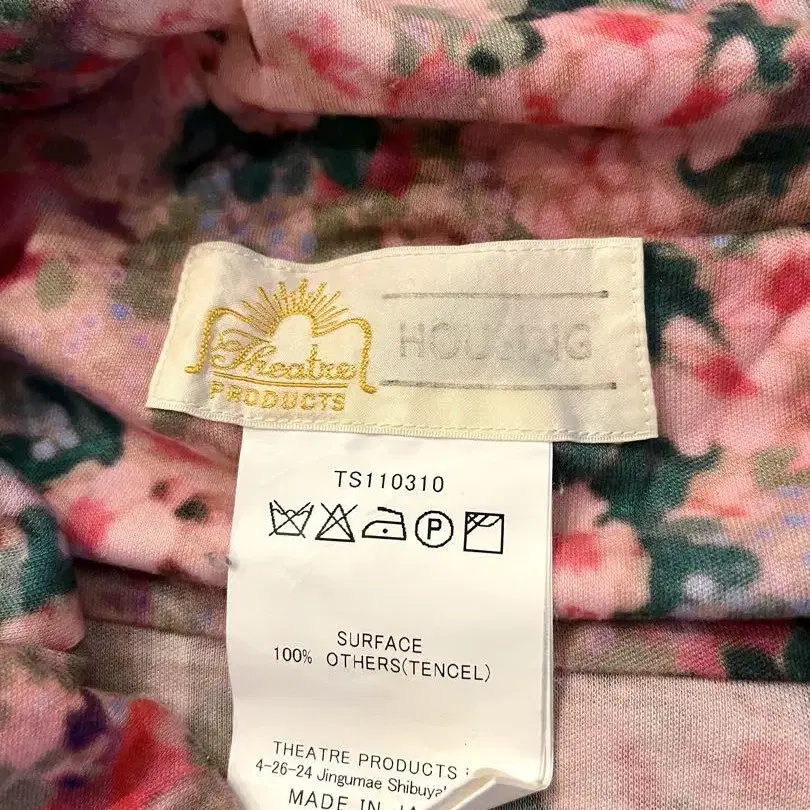 Theatre
PRODUCTS
HOUSING
TS110310
P
SURFACE
100% OTHERS(TENCEL)
THEATRE PRODUCTS :
4-26-24 Jingumae Shibuya
MADE IN